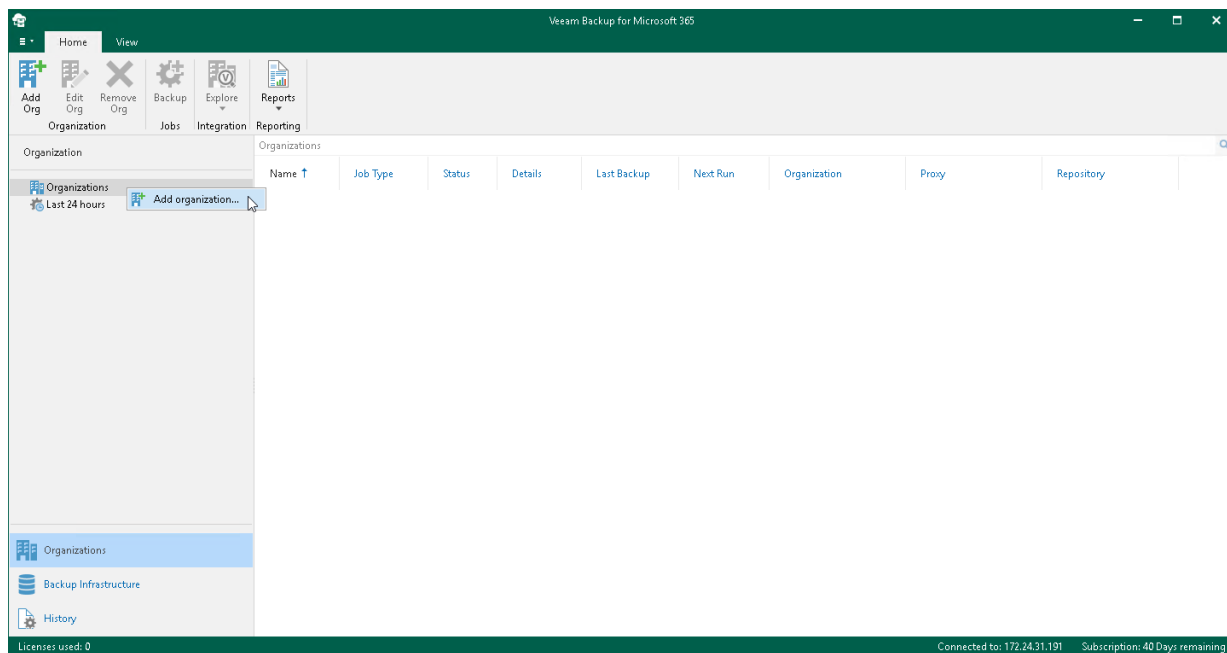 Veeam Backup for Microsoft 365
Home View
Add Org Edit Org Remove Org Backup Explore Reports
Organization Jobs Integration Reporting
Organization
Organizations
Name Job Type Status Details Last Backup Next Run Organization Proxy Repository
Organizations
Add organization...
Last 24 hours
Organizations
Backup Infrastructure
History
Licenses used: 0 Connected to: 172.24.31.191 Subscription: 40 Days remaining